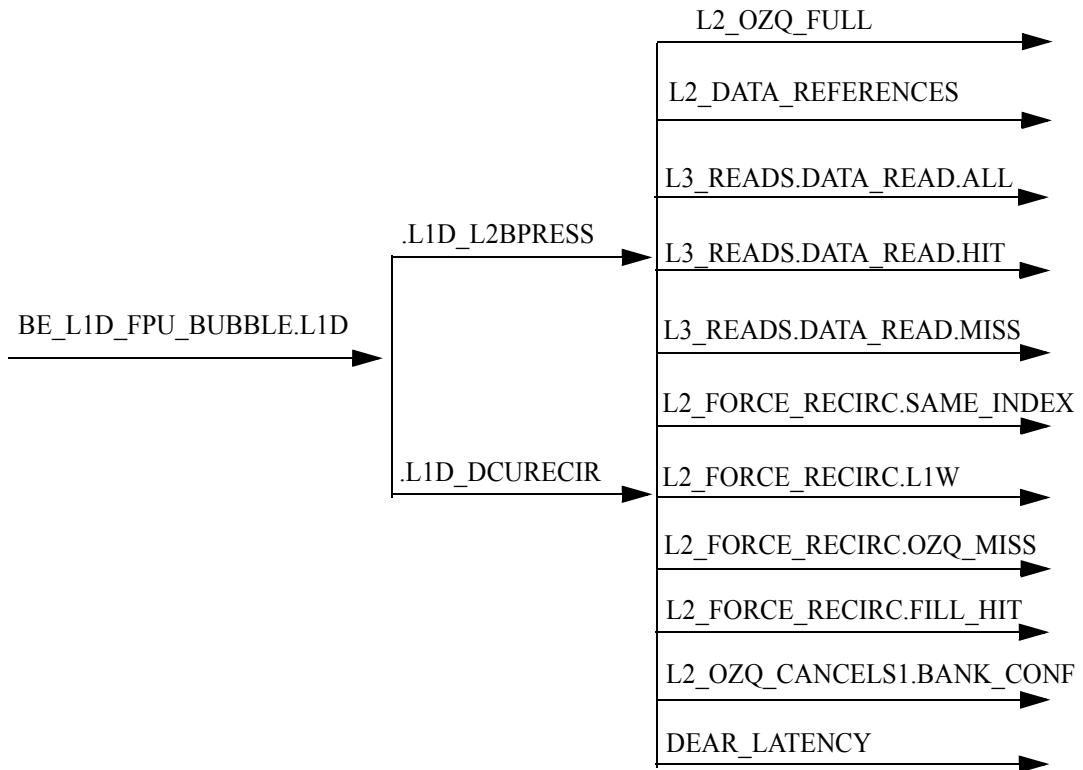 L2_OZQ_FULL
L2_DATA_REFERENCES
L3_READS.DATA_READ.ALL
.L1D_L2BPRESS
L3_READS.DATA_READ.HIT
BE_L1D_FPU_BUBBLE.L1D
L3_READS.DATA_READ.MISS
L2_FORCE_RECIRC.SAME_INDEX
.L1D_DCURECIR
L2_FORCE_RECIRC.L1W
L2_FORCE_RECIRC.OZQ_MISS
L2_FORCE_RECIRC.FILL_HIT
L2_OZQ_CANCELS1.BANK_CONF
DEAR_LATENCY